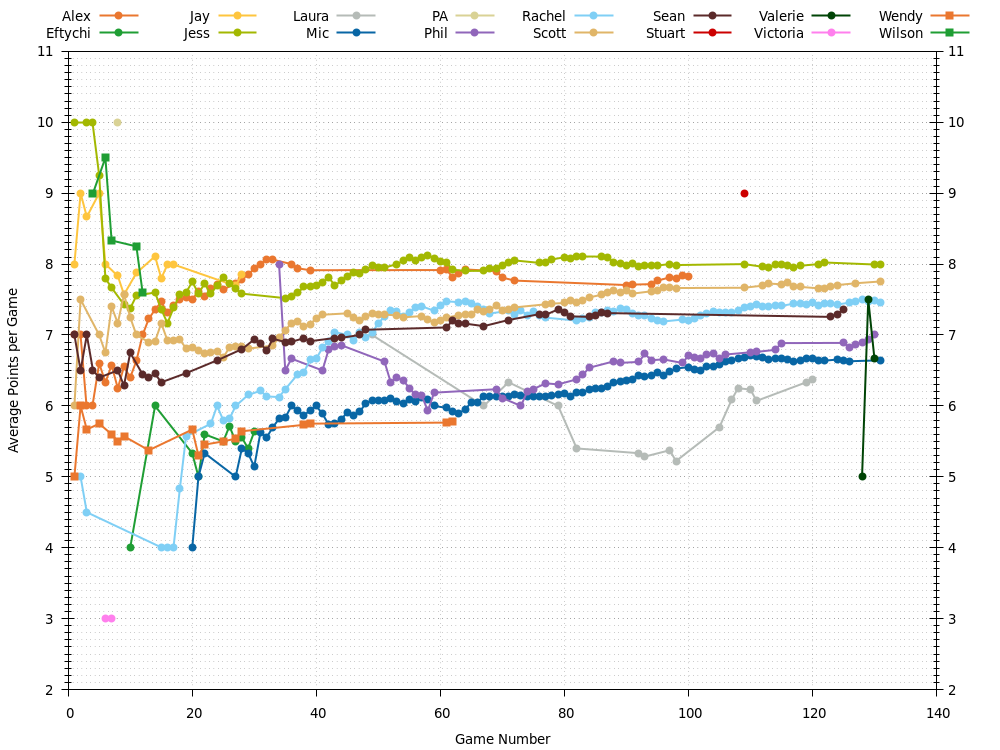 Alex Jay Laura PA Rachel Sean Valerie Wendy
Eftychi Jess Mic Phil Scott Stuart Victoria Wilson
11 11
10 10
9 9
8 8
7 7
6 6
5 5
4 4
3 3
2 2
0 20 40 60 80 100 120 140
Average Points per Game
Game Number